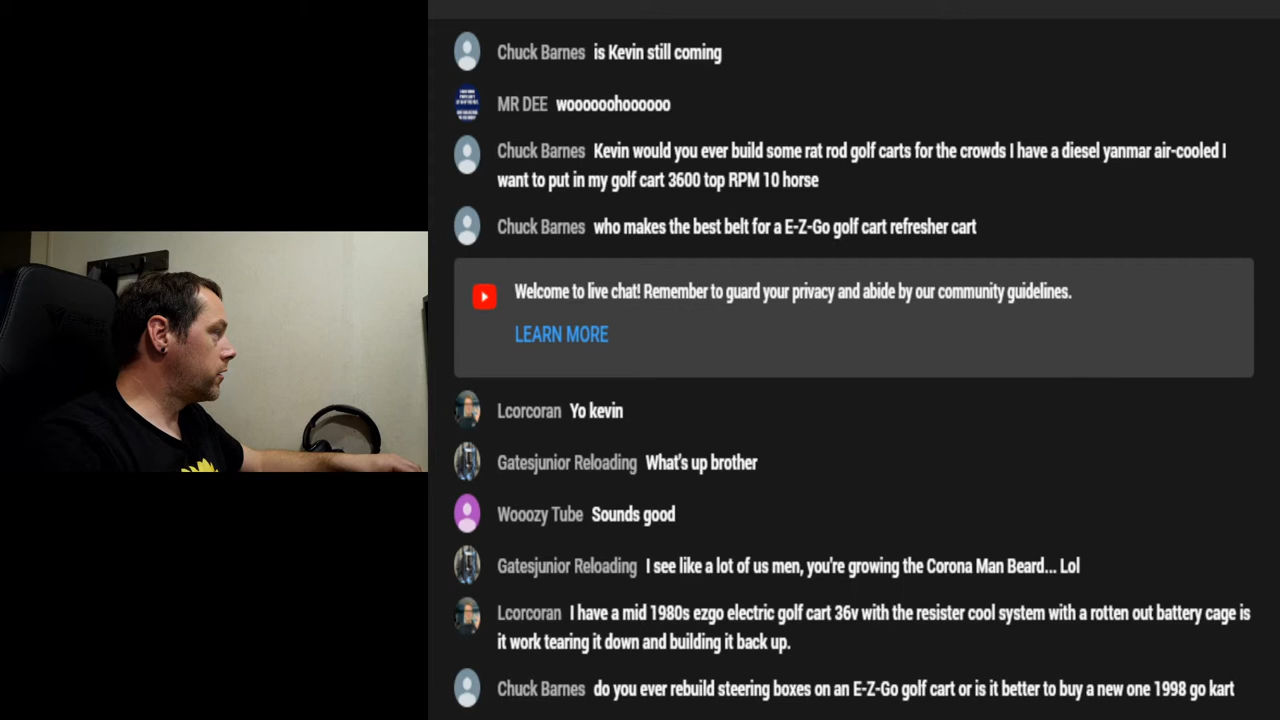 Chuck Barnes is Kevin still coming
MR DEE woooooohoooooo
Chuck Barnes Kevin would you ever build some rat rod golf carts for the crowds I have a diesel yanmar air-cooled I
want to put in my golf cart 3600 top RPM 10 horse
Chuck Barnes who makes the best belt for a E-Z-Go golf cart refresher cart
Welcome to live chat! Remember to guard your privacy and abide by our community guidelines.
LEARN MORE
Lcorcoran Yo kevin
Gatesjunior Reloading What's up brother
Wooozy Tube Sounds good
Gatesjunior Reloading I see like a lot of us men, you're growing the Corona Man Beard... Lol
Lcorcoran I have a mid 1980s ezgo electric golf cart 36v with the resister cool system with a rotten out battery cage is
it work tearing it down and building it back up.
Chuck Barnes do you ever rebuild steering boxes on an E-Z-Go golf cart or is it better to buy a new one 1998 go kart